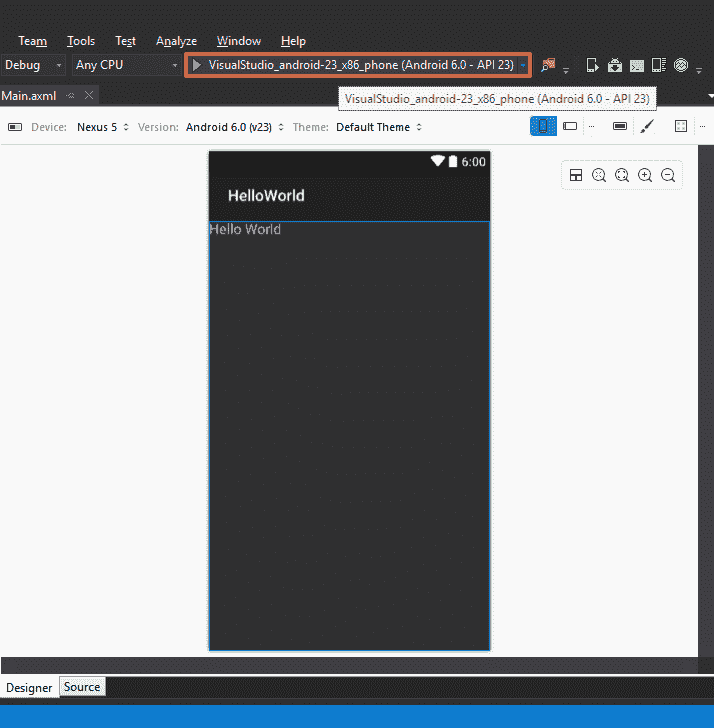 Team Tools Test Analyze Window Help
Debug Any CPU VisualStudio_android-23_x86_phone (Android 6.0 - API 23)
Main.axml
VisualStudio_android-23_x86_phone (Android 6.0 - API 23)
Device: Nexus 5 Version: Android 6.0 (v23) Theme: Default Theme
6:00
HelloWorld
Hello World
Designer Source